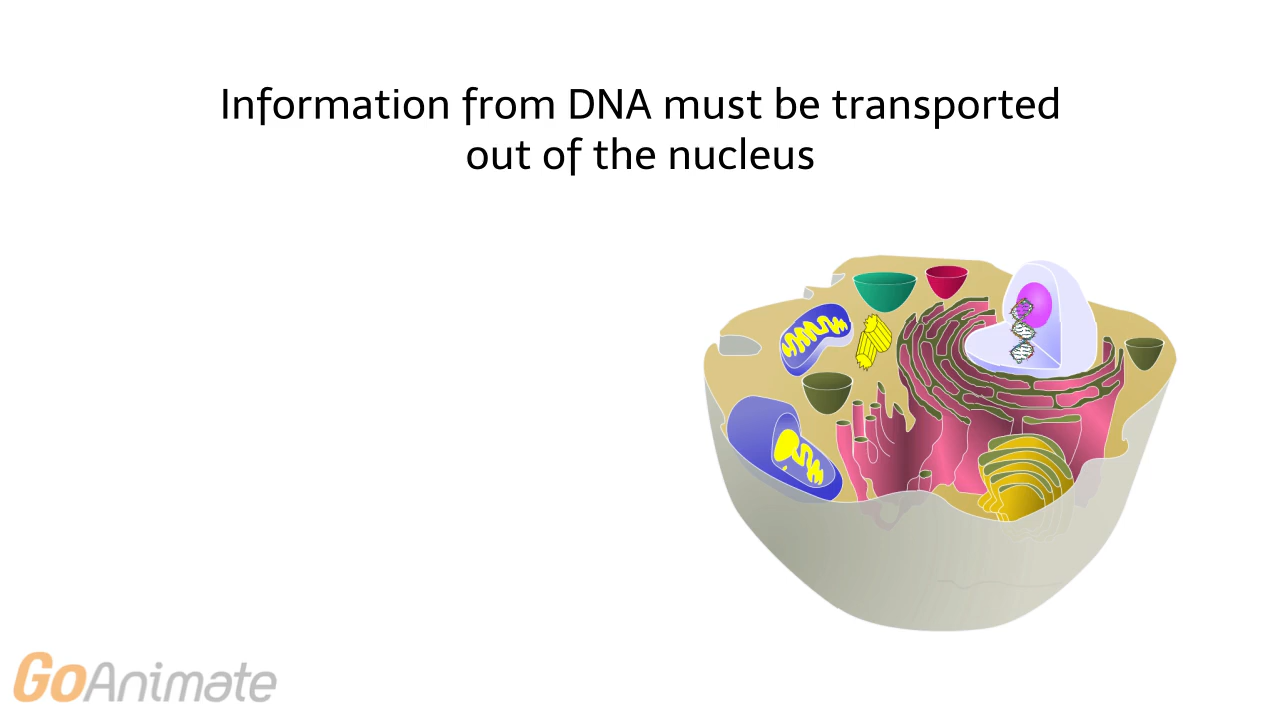 Information from DNA must be transported
out of the nucleus
GoAnimate